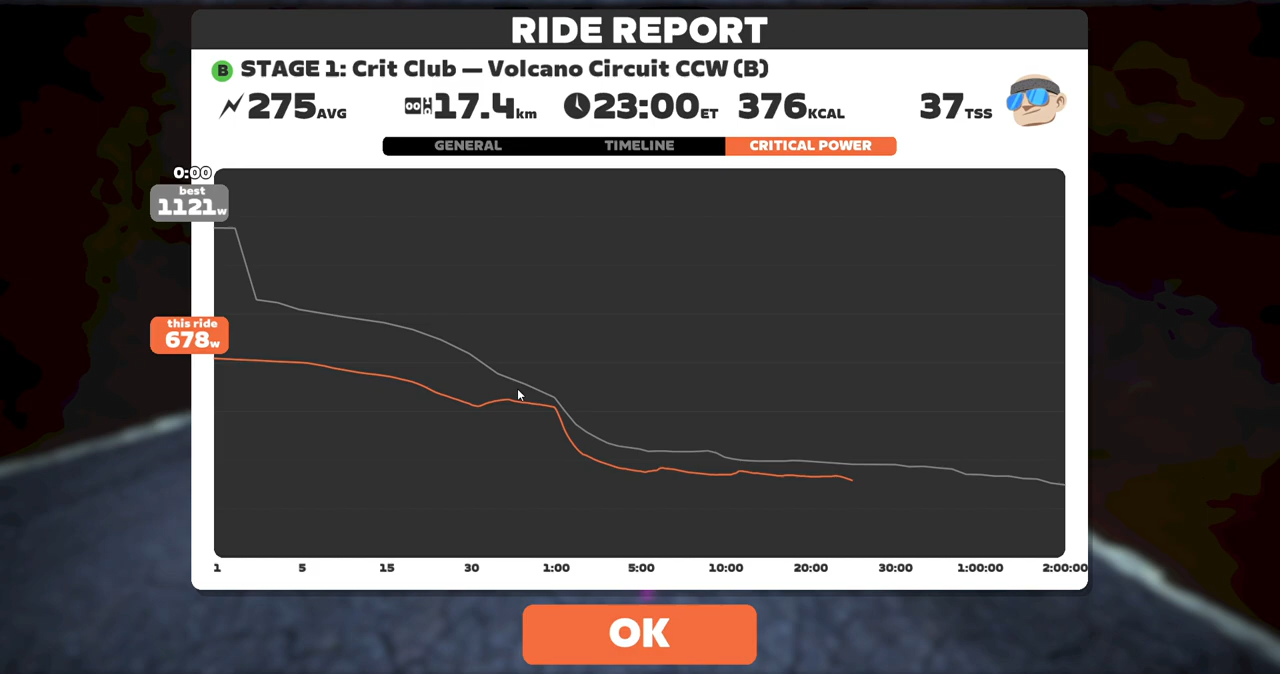 RIDE REPORT
B STAGE 1: Crit Club — Volcano Circuit CCW (B)
275AVG 17.4km 23:00ET 376KCAL 37TSS
GENERAL TIMELINE CRITICAL POWER
0:00
best
1121w
this ride
678w
1 5 15 30 1:00 5:00 10:00 20:00 30:00 1:00:00 2:00:00
OK